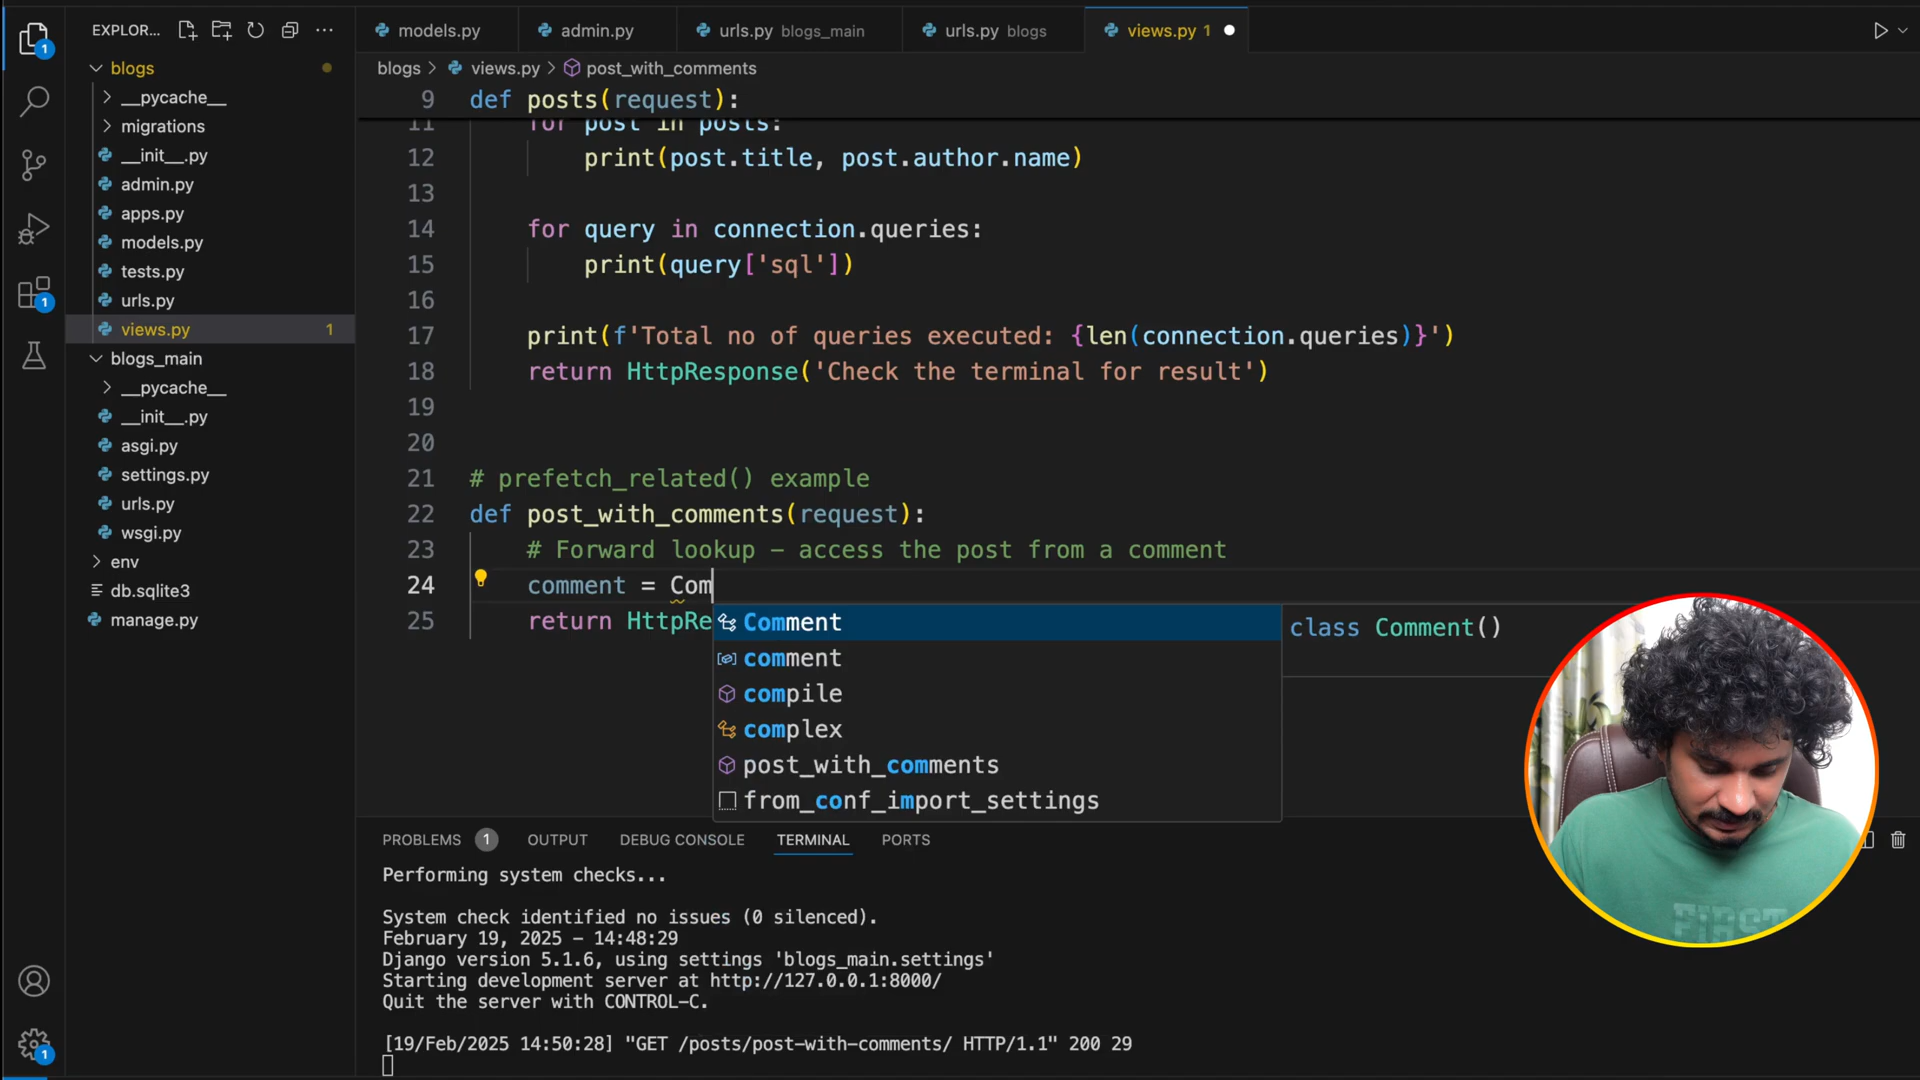 EXPLOR...
models.py
admin.py
urls.py blogs_main
urls.py blogs
views.py 1
blogs
blogs > views.py > post_with_comments
__pycache__
migrations
__init__.py
admin.py
apps.py
models.py
tests.py
urls.py
views.py 1
blogs_main
__pycache__
__init__.py
asgi.py
settings.py
urls.py
wsgi.py
env
db.sqlite3
manage.py
1
1
1
9 def posts(request):
11 for post in posts:
12 print(post.title, post.author.name)
13
14 for query in connection.queries:
15 print(query['sql'])
16
17 print(f'Total no of queries executed: {len(connection.queries)}')
18 return HttpResponse('Check the terminal for result')
19
20
21 # prefetch_related() example
22 def post_with_comments(request):
23 # Forward lookup – access the post from a comment
24 comment = Com
25 return HttpRe
Comment
class Comment()
comment
compile
complex
post_with_comments
from_conf_import_settings
PROBLEMS 1 OUTPUT DEBUG CONSOLE TERMINAL PORTS
Performing system checks...
System check identified no issues (0 silenced).
February 19, 2025 - 14:48:29
Django version 5.1.6, using settings 'blogs_main.settings'
Starting development server at http://127.0.0.1:8000/
Quit the server with CONTROL-C.
[19/Feb/2025 14:50:28] "GET /posts/post-with-comments/ HTTP/1.1" 200 29
FIRST